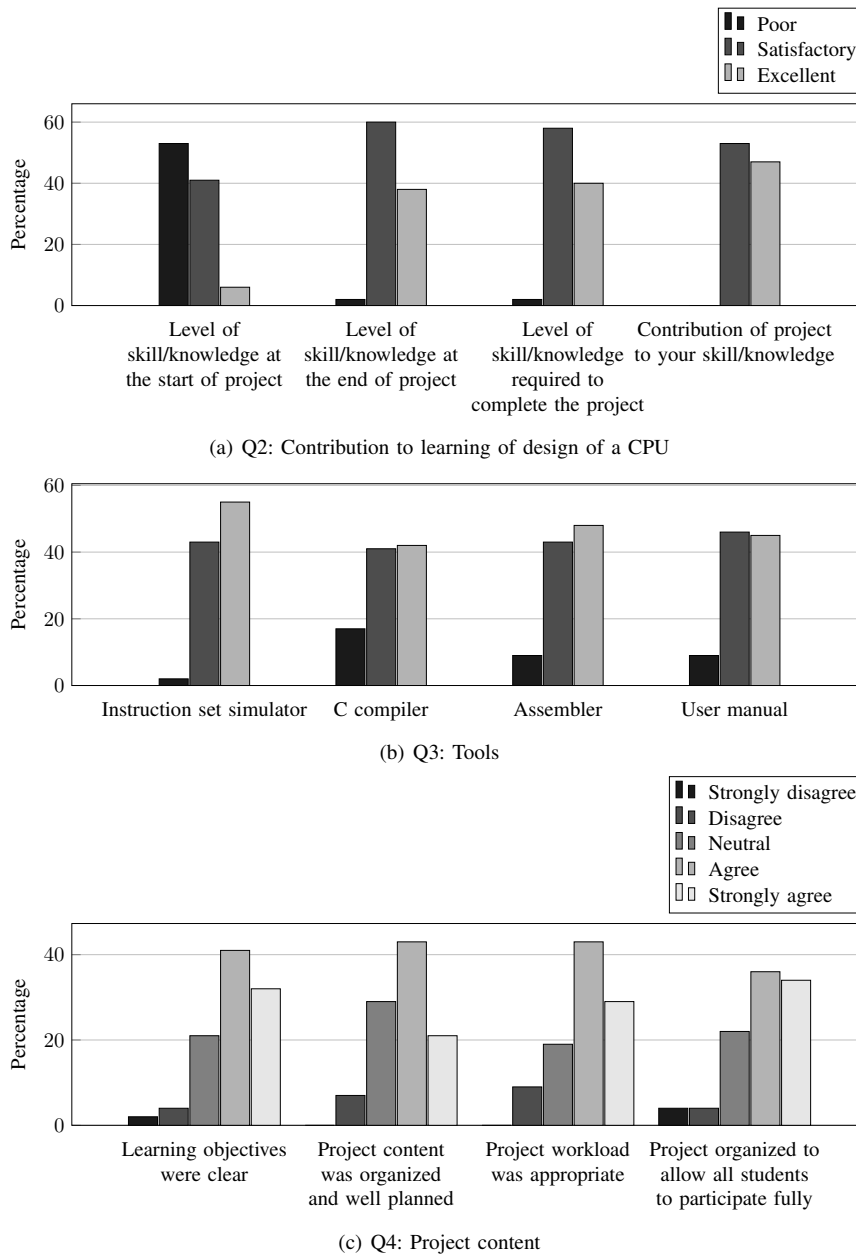 Poor
Satisfactory
Excellent
60
40
20
0
Percentage
Level of
skill/knowledge at
the start of project
Level of
skill/knowledge at
the end of project
Level of
skill/knowledge
required to
complete the project
Contribution of project
to your skill/knowledge
(a) Q2: Contribution to learning of design of a CPU
60
40
20
0
Percentage
Instruction set simulator
C compiler
Assembler
User manual
(b) Q3: Tools
Strongly disagree
Disagree
Neutral
Agree
Strongly agree
40
20
0
Percentage
Learning objectives
were clear
Project content
was organized
and well planned
Project workload
was appropriate
Project organized to
allow all students
to participate fully
(c) Q4: Project content